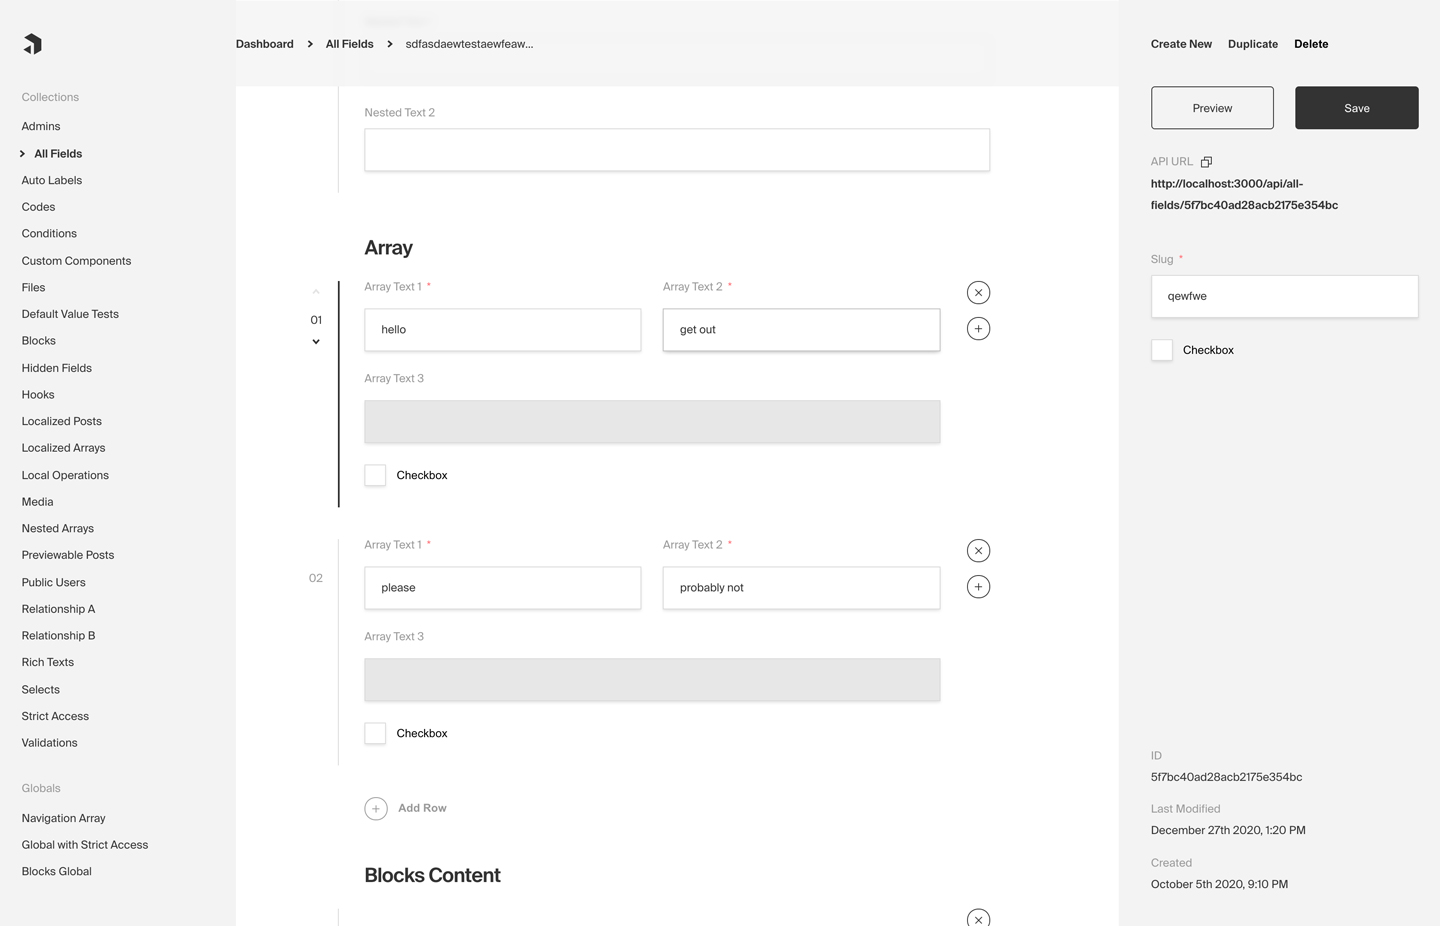 Dashboard
All Fields
sdfasdaewtestaewfeaw...
Create New
Duplicate
Delete
Collections
Admins
All Fields
Auto Labels
Codes
Conditions
Custom Components
Files
Default Value Tests
Blocks
Hidden Fields
Hooks
Localized Posts
Localized Arrays
Local Operations
Media
Nested Arrays
Previewable Posts
Public Users
Relationship A
Relationship B
Rich Texts
Selects
Strict Access
Validations
Globals
Navigation Array
Global with Strict Access
Blocks Global
Nested Text 2
Array
01
Array Text 1 *
Array Text 2 *
hello
get out
Array Text 3
Checkbox
02
Array Text 1 *
Array Text 2 *
please
probably not
Array Text 3
Checkbox
Add Row
Blocks Content
Preview
Save
API URL
http://localhost:3000/api/all-
fields/5f7bc40ad28acb2175e354bc
Slug *
qewfwe
Checkbox
ID
5f7bc40ad28acb2175e354bc
Last Modified
December 27th 2020, 1:20 PM
Created
October 5th 2020, 9:10 PM